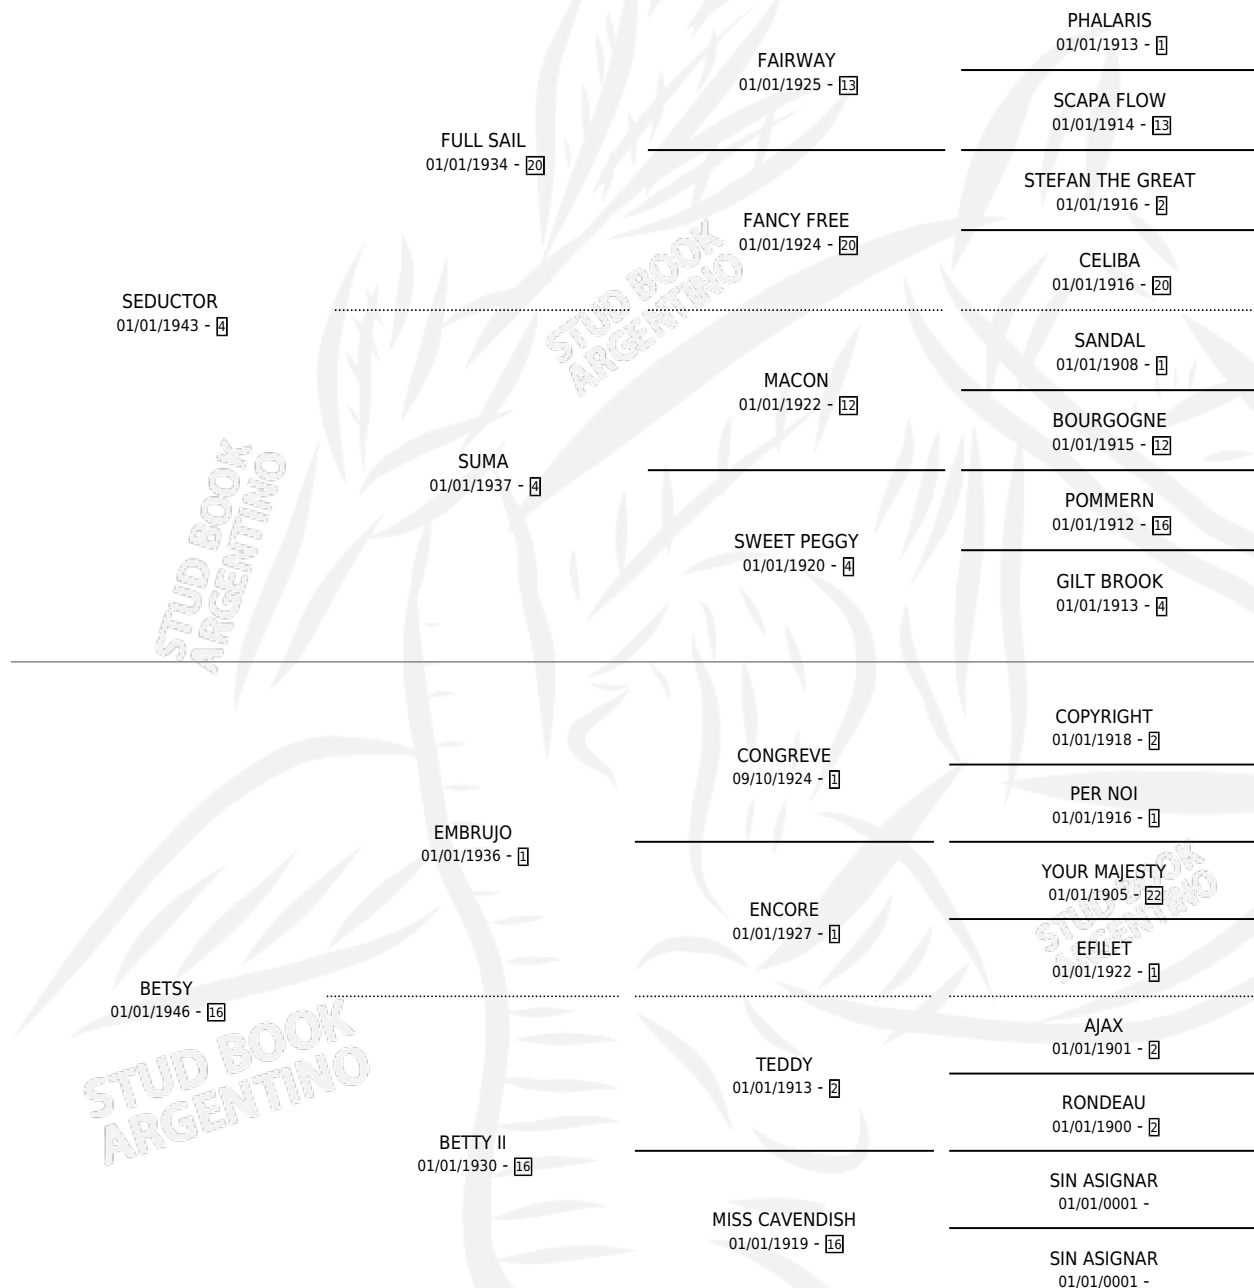 PHALARIS
01/01/1913 - 1
FAIRWAY
01/01/1925 - 13
SCAPA FLOW
01/01/1914 - 13
FULL SAIL
01/01/1934 - 20
STEFAN THE GREAT
01/01/1916 - 2
FANCY FREE
01/01/1924 - 20
CELIBA
01/01/1916 - 20
SEDUCTOR
01/01/1943 - 4
STUD BOOK
ARGENTINO
SANDAL
01/01/1908 - 1
MACON
01/01/1922 - 12
BOURGOGNE
01/01/1915 - 12
SUMA
01/01/1937 - 4
POMMERN
01/01/1912 - 16
SWEET PEGGY
01/01/1920 - 4
GILT BROOK
01/01/1913 - 4
STUD BOOK
ARGENTINO
COPYRIGHT
01/01/1918 - 2
CONGREVE
09/10/1924 - 1
PER NOI
01/01/1916 - 1
EMBRUJO
01/01/1936 - 1
YOUR MAJESTY
01/01/1905 - 22
ENCORE
01/01/1927 - 1
EFILET
01/01/1922 - 1
STUD BOOK
ARGENTINO
BETSY
01/01/1946 - 16
STUD BOOK
ARGENTINO
AJAX
01/01/1901 - 2
TEDDY
01/01/1913 - 2
RONDEAU
01/01/1900 - 2
BETTY II
01/01/1930 - 16
SIN ASIGNAR
01/01/0001 -
MISS CAVENDISH
01/01/1919 - 16
SIN ASIGNAR
01/01/0001 -